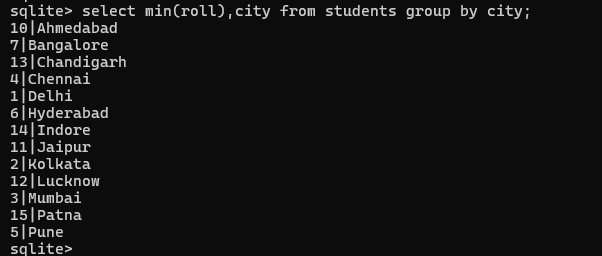 sqlite> select min(roll),city from students group by city;
10|Ahmedabad
7|Bangalore
13|Chandigarh
4|Chennai
1|Delhi
6|Hyderabad
14|Indore
11|Jaipur
2|Kolkata
12|Lucknow
3|Mumbai
15|Patna
5|Pune
sqlite>